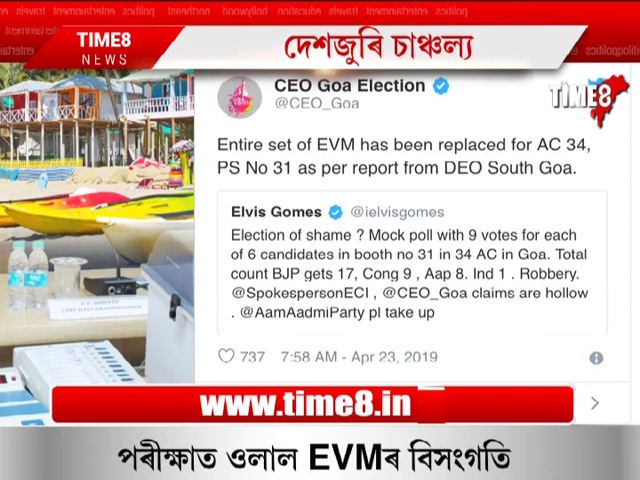 TIME8
NEWS
দেশজুৰি চাঞ্চল্য
TIME8
CEO Goa Election
@CEO_Goa
Entire set of EVM has been replaced for AC 34,
PS No 31 as per report from DEO South Goa.
Elvis Gomes @ielvisgomes
Election of shame ? Mock poll with 9 votes for each
of 6 candidates in booth no 31 in 34 AC in Goa. Total
count BJP gets 17, Cong 9 , Aap 8. Ind 1 . Robbery.
@SpokespersonECI , @CEO_Goa claims are hollow
. @AamAadmiParty pl take up
737 7:58 AM - Apr 23, 2019
www.time8.in
পৰীক্ষাত ওলাল EVMৰ বিসংগতি